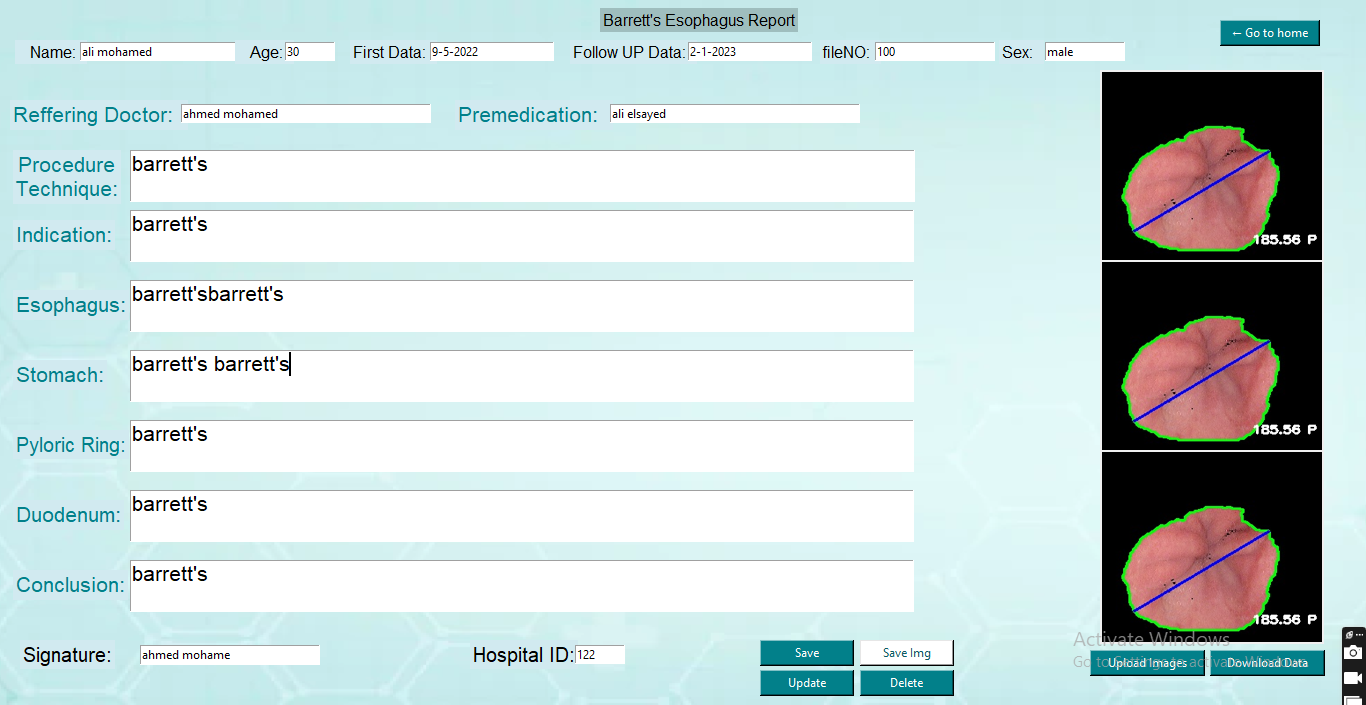 Barrett's Esophagus Report
← Go to home
Name: ali mohamed Age: 30 First Data: 9-5-2022 Follow UP Data: 2-1-2023 fileNO: 100 Sex: male
Reffering Doctor: ahmed mohamed Premedication: ali elsayed
Procedure
Technique:
barrett's
Indication: barrett's
Esophagus: barrett'sbarrett's
Stomach: barrett's barrett's
Pyloric Ring: barrett's
Duodenum: barrett's
Conclusion: barrett's
185.56 P
185.56 P
185.56 P
Signature: ahmed mohame Hospital ID: 122
Save Save Img
Update Delete
Activate Windows
Go to Settings to activate Windows.
Upload Images Download Data